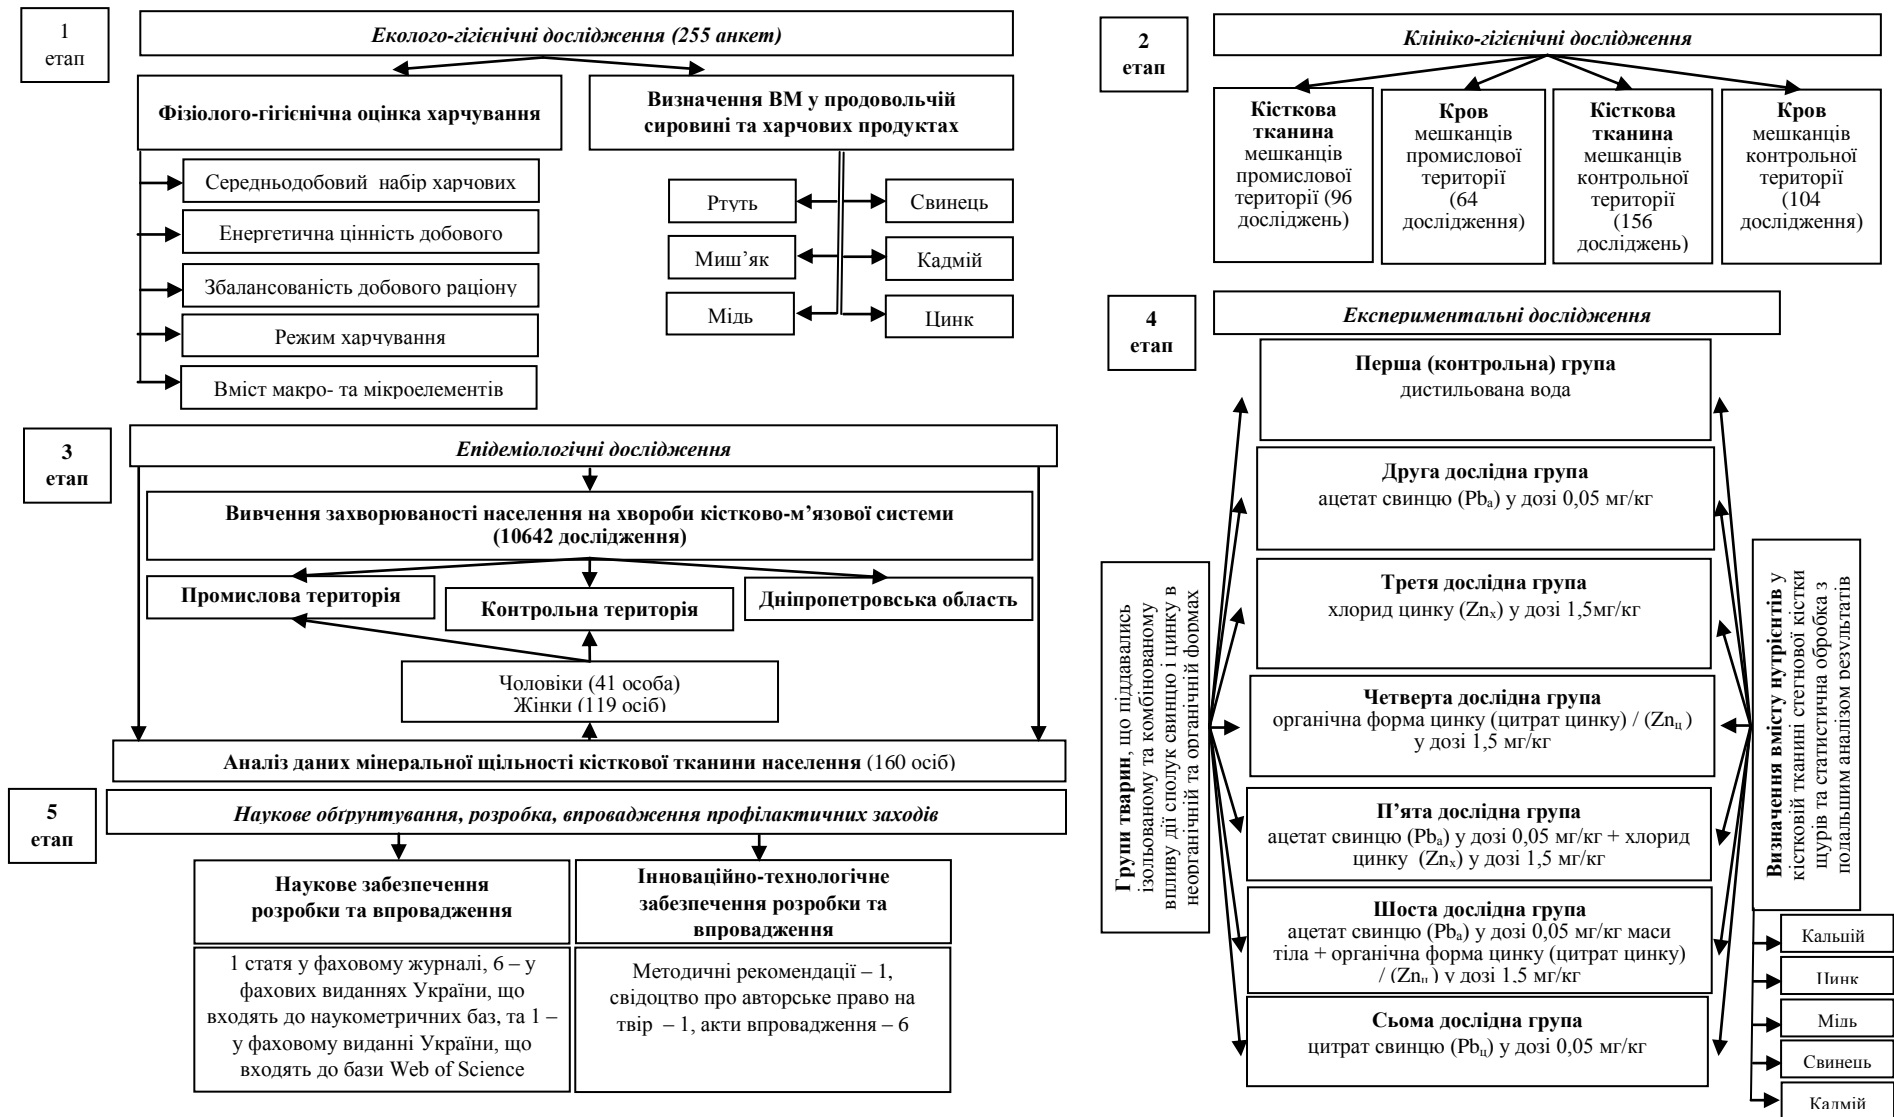 1
етап
Еколого-гігієнічні дослідження (255 анкет)
Фізіолого-гігієнічна оцінка харчування
Визначення ВМ у продовольчій
сировині та харчових продуктах
Середньодобовий набір харчових
Енергетична цінність добового
Збалансованість добового раціону
Режим харчування
Вміст макро- та мікроелементів
Ртуть
Свинець
Миш’як
Кадмій
Мідь
Цинк
2
етап
Клініко-гігієнічні дослідження
Кісткова
тканина
мешканців
промислової
території (96
досліджень)
Кров
мешканців
промислової
території
(64
дослідження)
Кісткова
тканина
мешканців
контрольної
території
(156
досліджень)
Кров
мешканців
контрольної
території
(104
дослідження)
3
етап
Епідеміологічні дослідження
Вивчення захворюваності населення на хвороби кістково-м’язової системи
(10642 дослідження)
Промислова територія
Контрольна територія
Дніпропетровська область
Чоловіки (41 особа)
Жінки (119 осіб)
Аналіз даних мінеральної щільності кісткової тканини населення (160 осіб)
4
етап
Експериментальні дослідження
Групи тварин, що піддавались
ізольованому та комбінованому
впливу дії сполук свинцю і цинку в
неорганічній та органічній формах
Перша (контрольна) група
дистильована вода
Друга дослідна група
ацетат свинцю (Pbа) у дозі 0,05 мг/кг
Третя дослідна група
хлорид цинку (Znх) у дозі 1,5мг/кг
Четверта дослідна група
органічна форма цинку (цитрат цинку) / (Znц )
у дозі 1,5 мг/кг
П’ята дослідна група
ацетат свинцю (Pbа) у дозі 0,05 мг/кг + хлорид
цинку (Znх) у дозі 1,5 мг/кг
Шоста дослідна група
ацетат свинцю (Pbа) у дозі 0,05 мг/кг маси
тіла + органічна форма цинку (цитрат цинку)
/ (Znц ) у дозі 1,5 мг/кг
Сьома дослідна група
цитрат свинцю (Pbц) у дозі 0,05 мг/кг
Визначення вмісту нутрієнтів у
кістковій тканині стегнової кістки
щурів та статистична обробка з
подальшим аналізом результатів
Кальцій
Цинк
Мідь
Свинець
Кадмій
5
етап
Наукове обґрунтування, розробка, впровадження профілактичних заходів
Наукове забезпечення
розробки та впровадження
1 стаття у фаховому журналі, 6 – у
фахових виданнях України, що
входять до наукометричних баз, та 1 –
у фаховому виданні України, що
входять до бази Web of Science
Інноваційно-технологічне
забезпечення розробки та
впровадження
Методичні рекомендації – 1,
свідоцтво про авторське право на
твір – 1, акти впровадження – 6